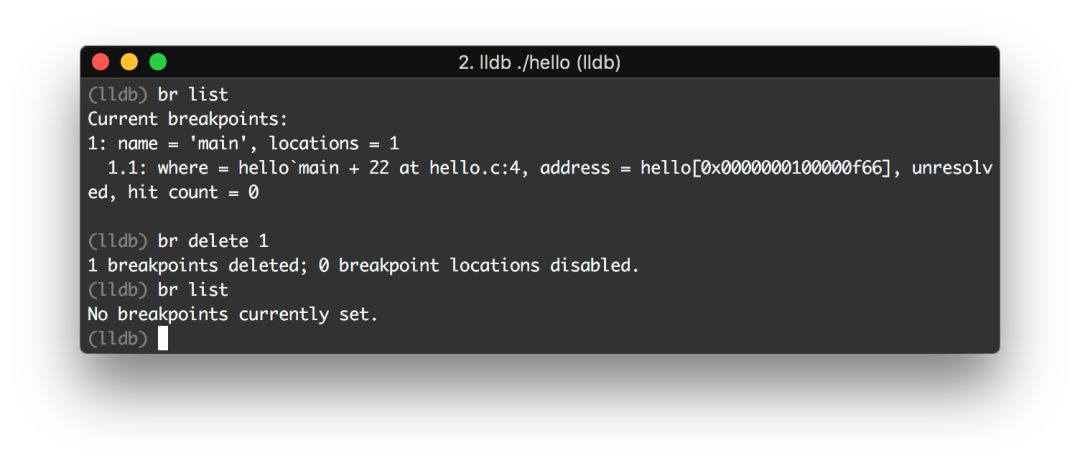 2. lldb ./hello (lldb)
(lldb) br list
Current breakpoints:
1: name = 'main', locations = 1
  1.1: where = hello`main + 22 at hello.c:4, address = hello[0x0000000100000f66], unresolv
ed, hit count = 0
(lldb) br delete 1
1 breakpoints deleted; 0 breakpoint locations disabled.
(lldb) br list
No breakpoints currently set.
(lldb)